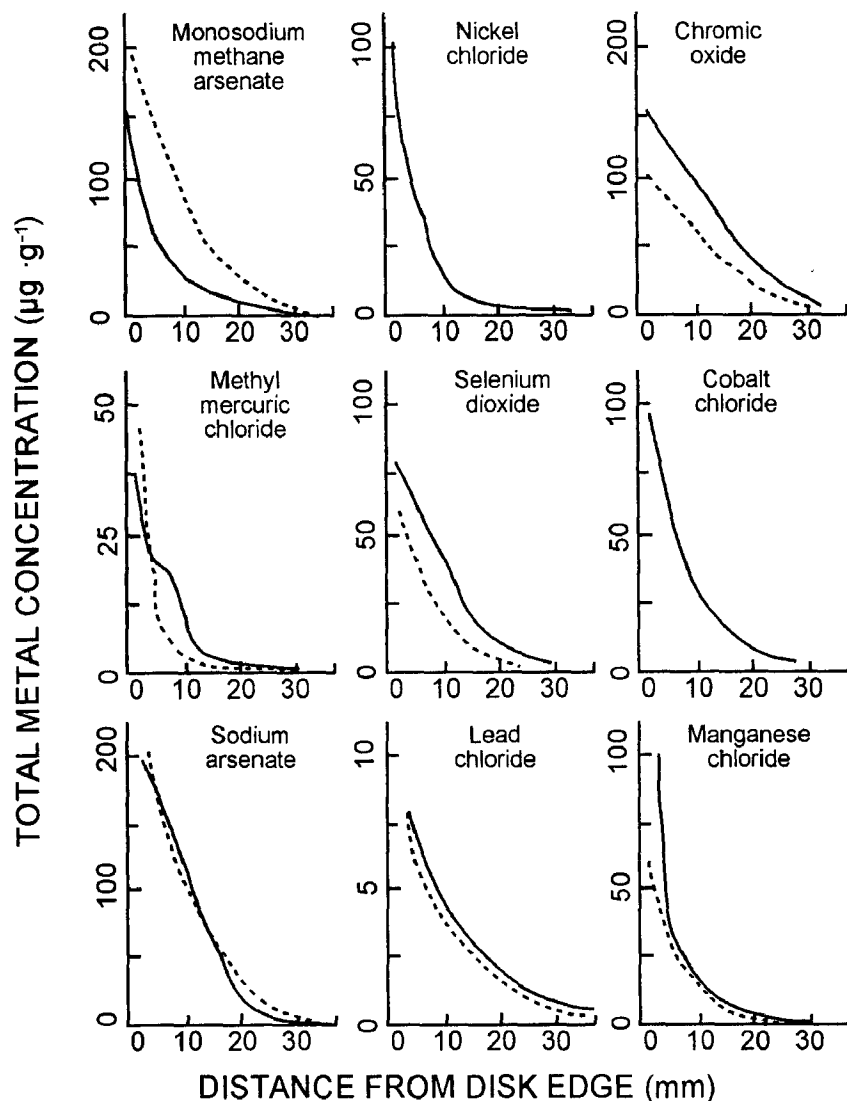 TOTAL METAL CONCENTRATION (µg ·g⁻¹)
Monosodium
methane
arsenate
200
100
0
0 10 20 30
Nickel
chloride
100
50
0
0 10 20 30
Chromic
oxide
200
100
0
0 10 20 30
Methyl
mercuric
chloride
50
25
0
0 10 20 30
Selenium
dioxide
100
50
0
0 10 20 30
Cobalt
chloride
100
50
0
0 10 20 30
Sodium
arsenate
200
100
0
0 10 20 30
Lead
chloride
10
5
0
0 10 20 30
Manganese
chloride
100
50
0
0 10 20 30
DISTANCE FROM DISK EDGE (mm)